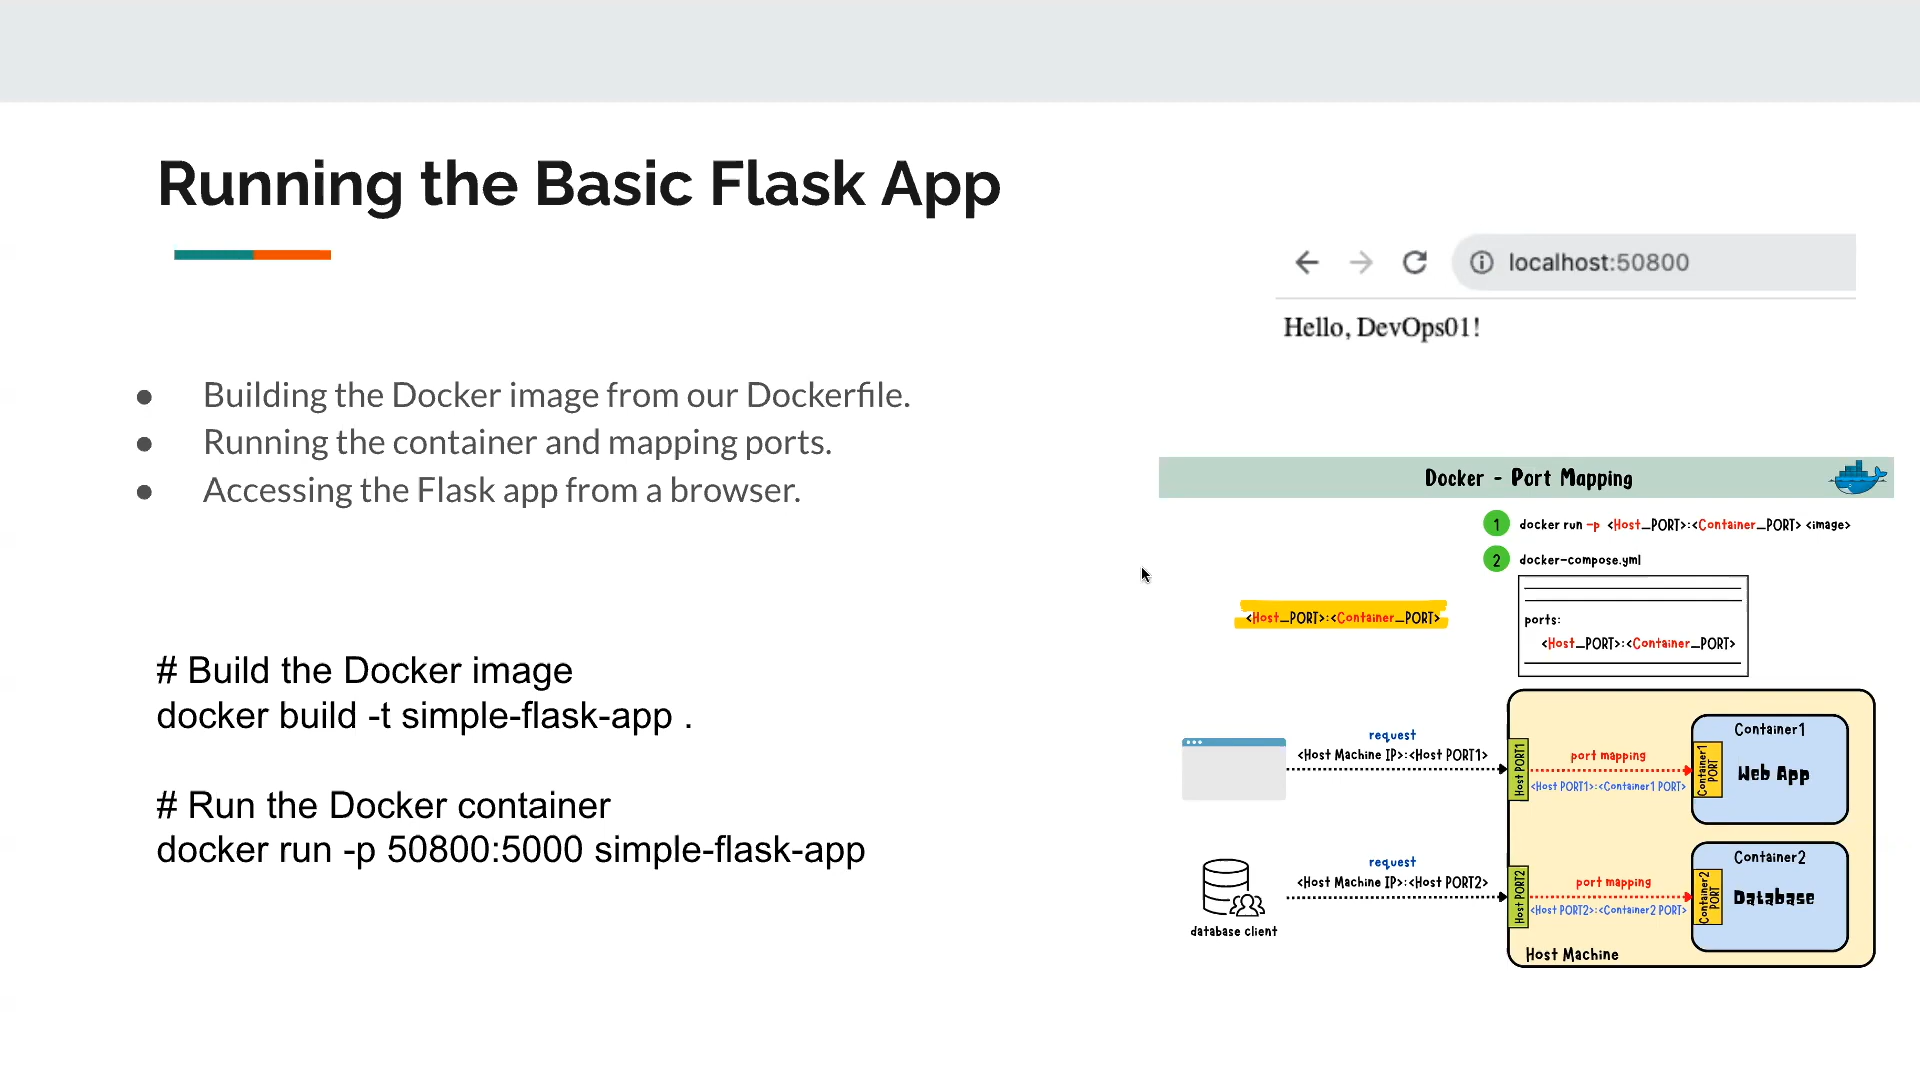 Running the Basic Flask App
localhost:50800
Hello, DevOps01!
● Building the Docker image from our Dockerfile.
● Running the container and mapping ports.
● Accessing the Flask app from a browser.
# Build the Docker image
docker build -t simple-flask-app .
# Run the Docker container
docker run -p 50800:5000 simple-flask-app
Docker - Port Mapping
1 docker run -p <Host_PORT>:<Container_PORT> <image>
2 docker-compose.yml
<Host_PORT>:<Container_PORT>
ports:
<Host_PORT>:<Container_PORT>
request
<Host Machine IP>:<Host PORT1>
Host PORT1
port mapping
<Host PORT1>:<Container1 PORT>
Container1
PORT
Container1
Web App
request
<Host Machine IP>:<Host PORT2>
database client
Host PORT2
port mapping
<Host PORT2>:<Container2 PORT>
Container2
PORT
Container2
Database
Host Machine